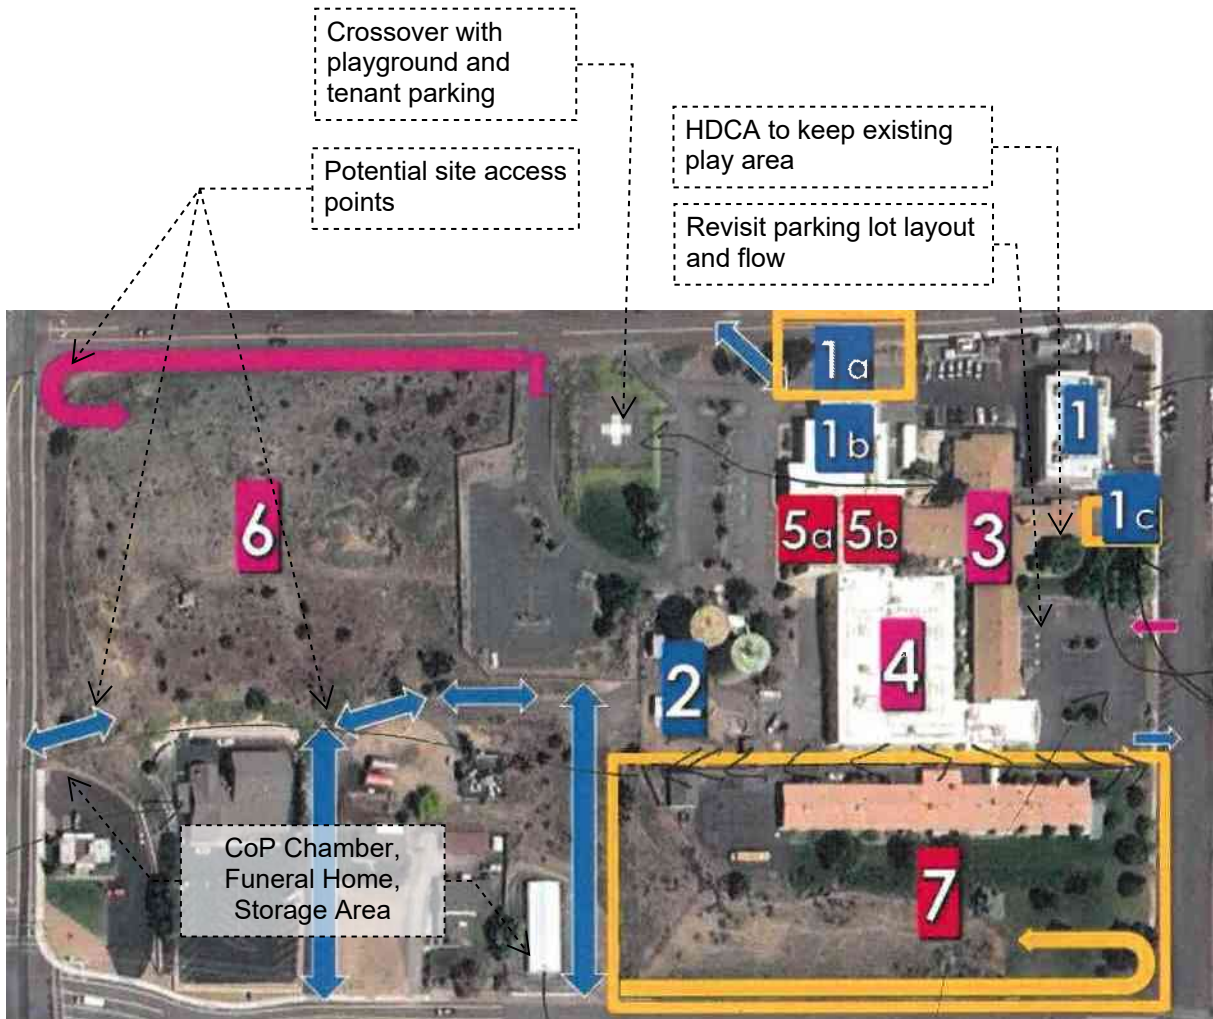 Crossover with
playground and
tenant parking
HDCA to keep existing
play area
Potential site access
points
Revisit parking lot layout
and flow
1a
1b
1
6
5a
5b
3
1c
4
2
CoP Chamber,
Funeral Home,
Storage Area
7